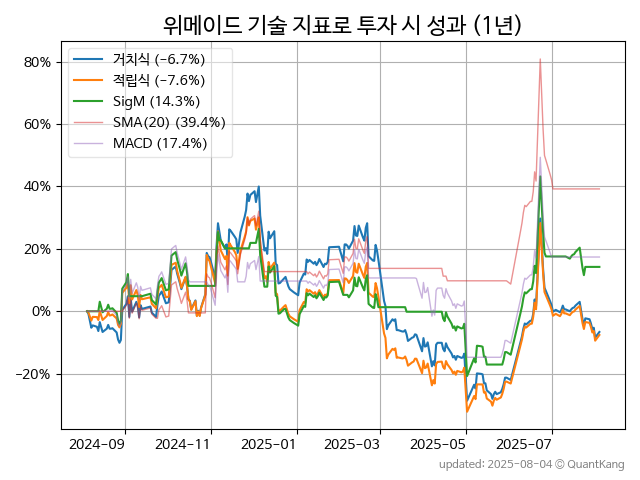 위메이드 기술 지표로 투자 시 성과 (1년)
거치식 (-6.7%)
적립식 (-7.6%)
SigM (14.3%)
SMA(20) (39.4%)
MACD (17.4%)
80%
60%
40%
20%
0%
−20%
2024-09
2024-11
2025-01
2025-03
2025-05
2025-07
updated: 2025-08-04 © QuantKang